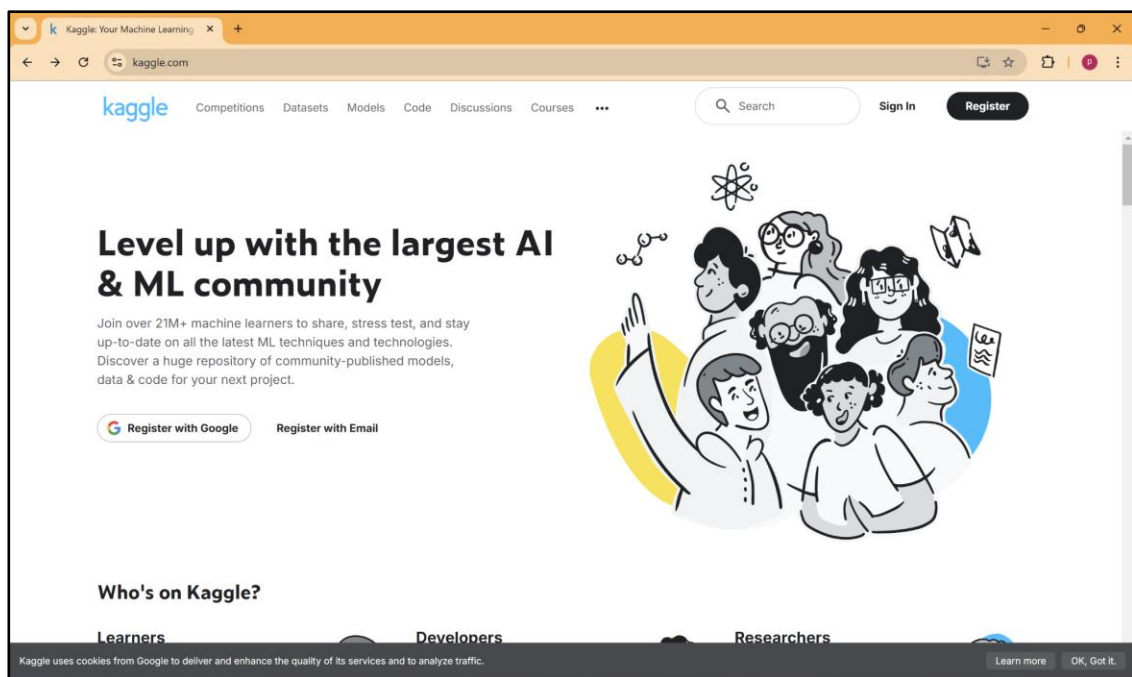 k Kaggle: Your Machine Learning
kaggle.com
P
kaggle Competitions Datasets Models Code Discussions Courses ••• Search Sign In Register
Level up with the largest AI
& ML community
Join over 21M+ machine learners to share, stress test, and stay
up-to-date on all the latest ML techniques and technologies.
Discover a huge repository of community-published models,
data & code for your next project.
G Register with Google Register with Email
Who's on Kaggle?
Learners Developers Researchers
Kaggle uses cookies from Google to deliver and enhance the quality of its services and to analyze traffic. Learn more OK, Got it.